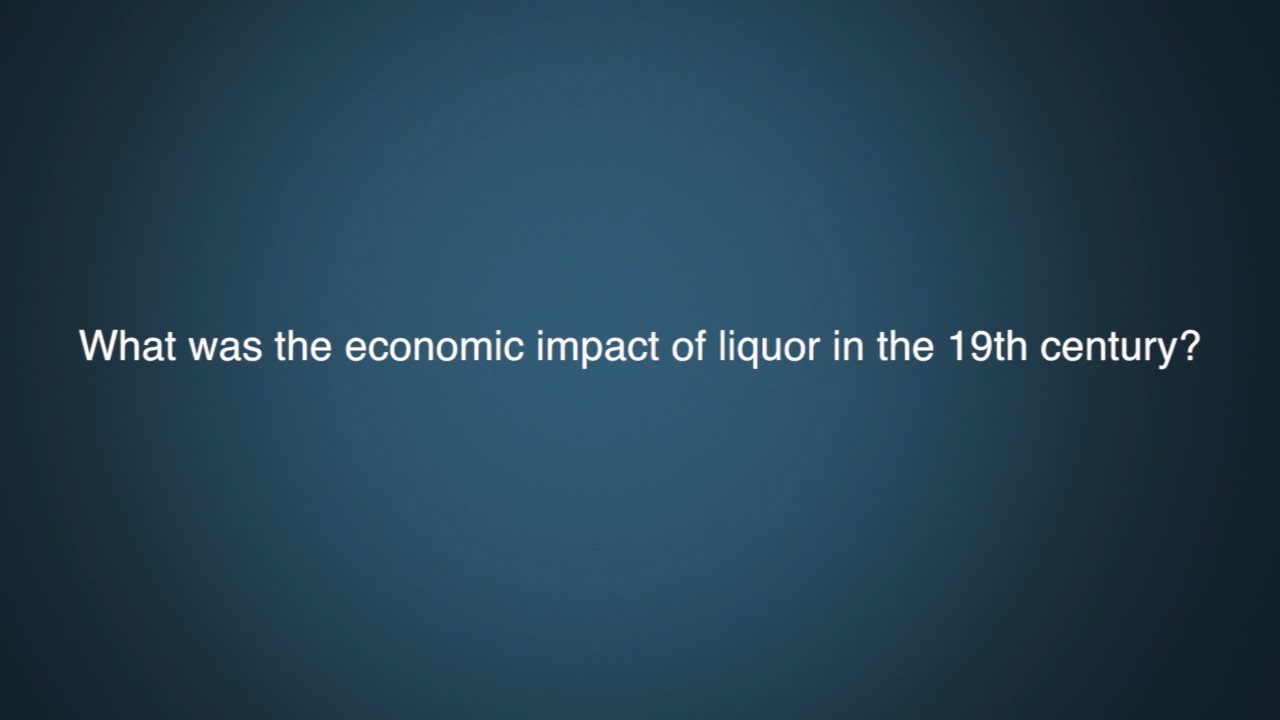 What was the economic impact of liquor in the 19th century?